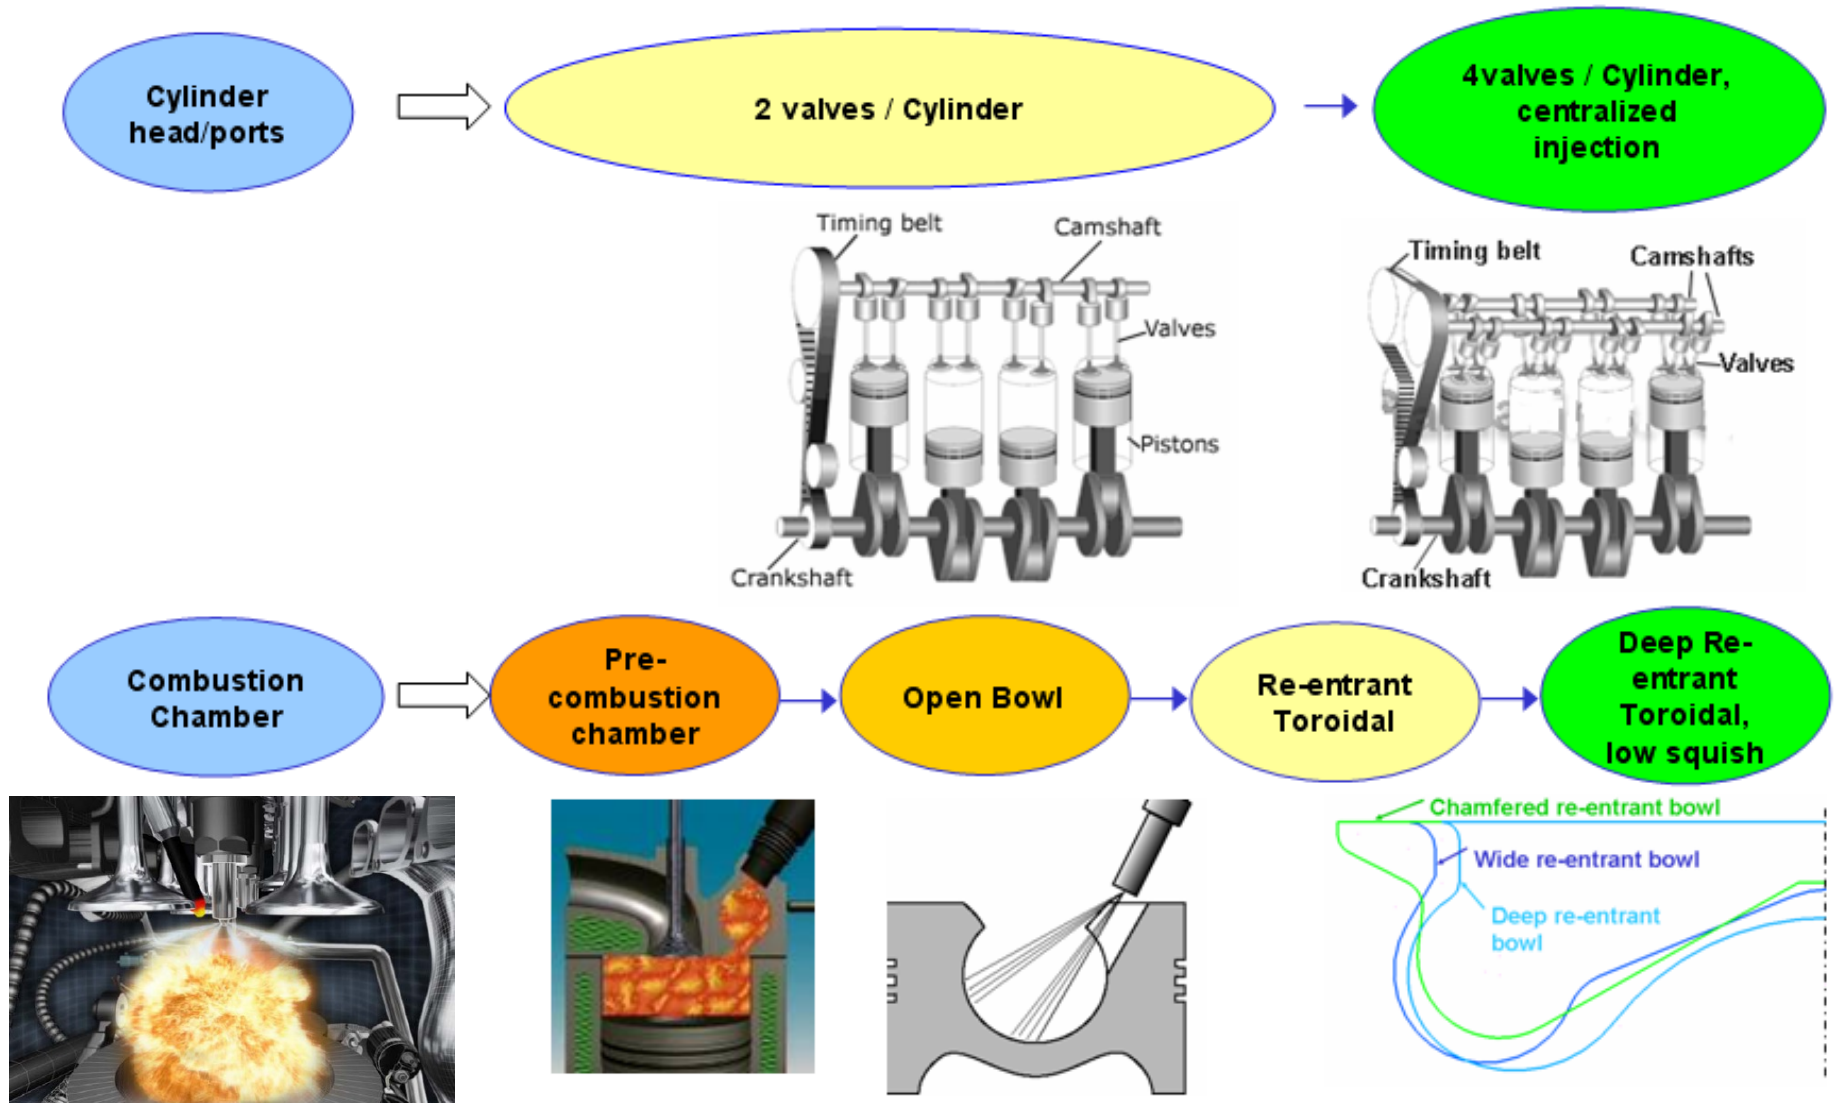 Cylinder
head/ports
2 valves / Cylinder
4valves / Cylinder,
centralized
injection
Timing belt
Camshaft
Valves
Pistons
Crankshaft
Timing belt
Camshafts
Valves
Crankshaft
Combustion
Chamber
Pre-
combustion
chamber
Open Bowl
Re-entrant
Toroidal
Deep Re-
entrant
Toroidal,
low squish
Chamfered re-entrant bowl
Wide re-entrant bowl
Deep re-entrant
bowl